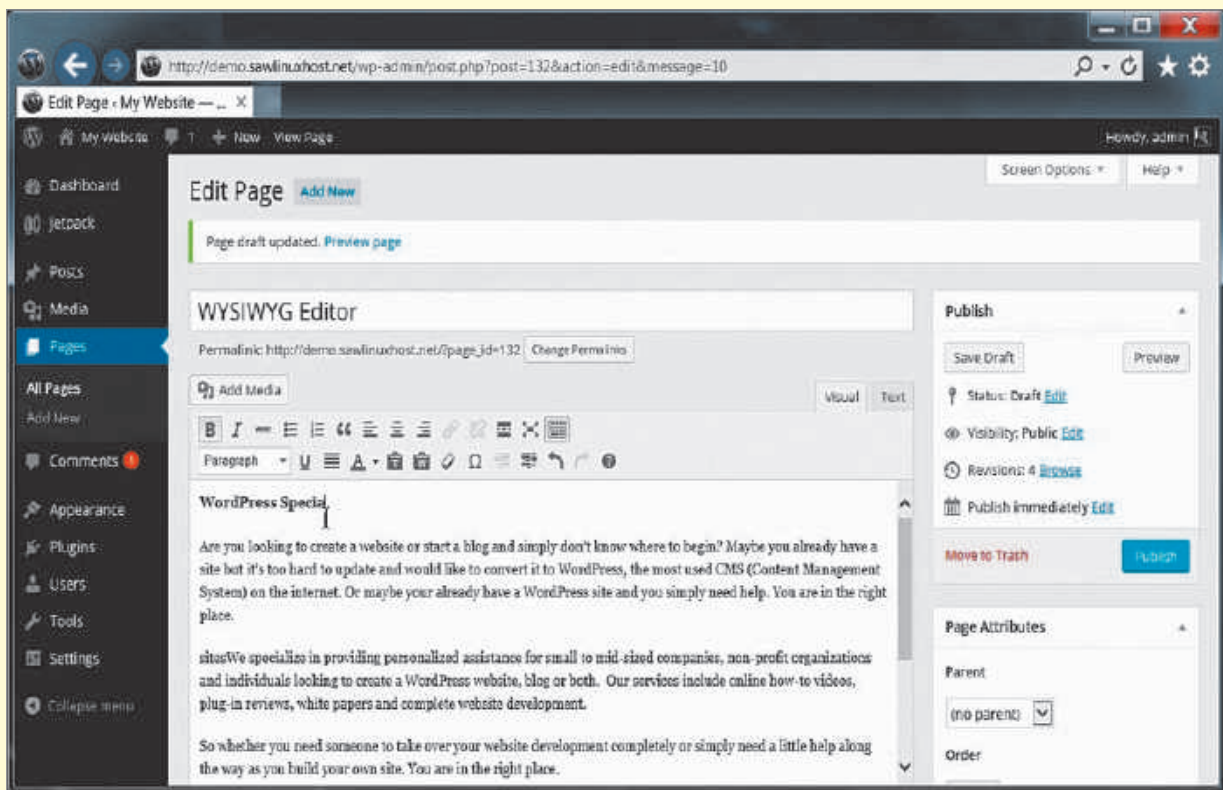 http://demo.sawlinuxhost.net/wp-admin/post.php?post=132&action=edit&message=10
Edit Page ‹ My Website — ...
My Website 1 + New View Page Howdy, admin
Screen Options Help
Dashboard
Jetpack
Posts
Media
Pages
All Pages
Add New
Comments 1
Appearance
Plugins
Users
Tools
Settings
Collapse menu
Edit Page Add New
Page draft updated. Preview page
WYSIWYG Editor
Permalink: http://demo.sawlinuxhost.net/?page_id=132 Change Permalinks
Add Media Visual Text
B I
Paragraph U A Ω
WordPress Specia
Are you looking to create a website or start a blog and simply don't know where to begin? Maybe you already have a
site but it's too hard to update and would like to convert it to WordPress, the most used CMS (Content Management
System) on the internet. Or maybe your already have a WordPress site and you simply need help. You are in the right
place.
sitesWe specialize in providing personalized assistance for small to mid-sized companies, non-profit organizations
and individuals looking to create a WordPress website, blog or both. Our services include online how-to videos,
plug-in reviews, white papers and complete website development.
So whether you need someone to take over your website development completely or simply need a little help along
the way as you build your own site. You are in the right place.
Publish
Save Draft Preview
Status: Draft Edit
Visibility: Public Edit
Revisions: 4 Browse
Publish immediately Edit
Move to Trash Publish
Page Attributes
Parent
(no parent)
Order